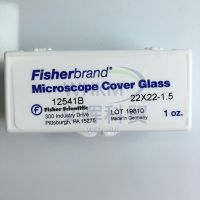 Fisherbrand®
Microscope Cover Glass
12541B 22X22-1.5
Fisher Scientific
300 Industry Drive
Pittsburgh, PA 15275
LOT 19810
Made in Germany
1 oz.